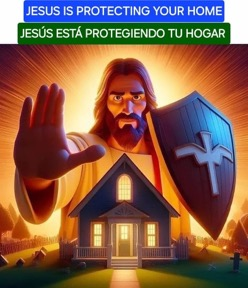 JESUS IS PROTECTING YOUR HOME
JESÚS ESTÁ PROTEGIENDO TU HOGAR